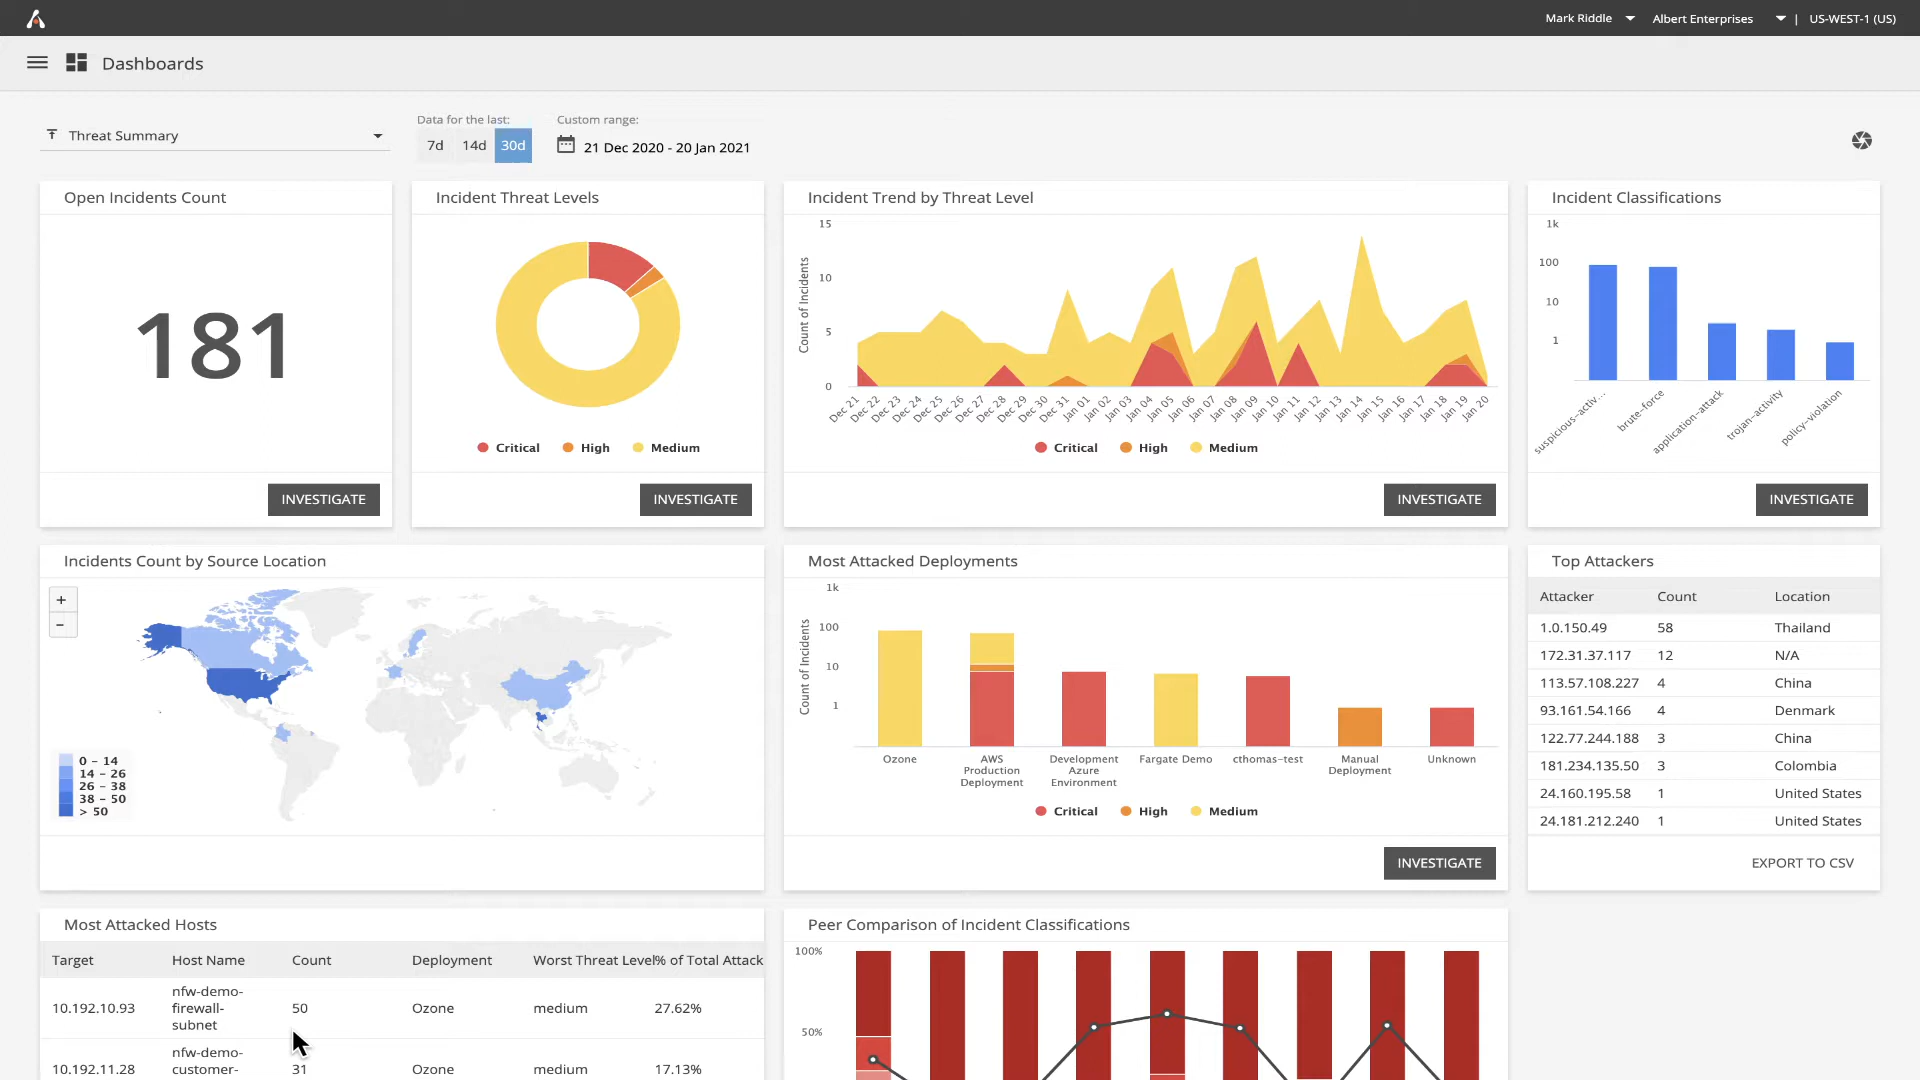 Mark Riddle Albert Enterprises | US-WEST-1 (US)
Dashboards
Threat Summary
Data for the last:
7d 14d 30d
Custom range:
21 Dec 2020 - 20 Jan 2021
Open Incidents Count
181
INVESTIGATE
Incident Threat Levels
Critical High Medium
INVESTIGATE
Incident Trend by Threat Level
Count of Incidents
15
10
5
0
Dec 21 Dec 22 Dec 23 Dec 24 Dec 25 Dec 26 Dec 27 Dec 28 Dec 29 Dec 30 Dec 31 Jan 01 Jan 02 Jan 03 Jan 04 Jan 05 Jan 06 Jan 07 Jan 08 Jan 09 Jan 10 Jan 11 Jan 12 Jan 13 Jan 14 Jan 15 Jan 16 Jan 17 Jan 18 Jan 19 Jan 20
Critical High Medium
INVESTIGATE
Incident Classifications
1k
100
10
1
suspicious-activ... brute-force application-attack trojan-activity policy-violation
INVESTIGATE
Incidents Count by Source Location
+
−
0 - 14
14 - 26
26 - 38
38 - 50
> 50
Most Attacked Deployments
Count of Incidents
1k
100
10
1
Ozone
AWS
Production
Deployment
Development
Azure
Environment
Fargate Demo
cthomas-test
Manual
Deployment
Unknown
Critical High Medium
INVESTIGATE
Top Attackers
Attacker Count Location
1.0.150.49 58 Thailand
172.31.37.117 12 N/A
113.57.108.227 4 China
93.161.54.166 4 Denmark
122.77.244.188 3 China
181.234.135.50 3 Colombia
24.160.195.58 1 United States
24.181.212.240 1 United States
EXPORT TO CSV
Most Attacked Hosts
Target Host Name Count Deployment Worst Threat Level % of Total Attack
nfw-demo-
10.192.10.93 firewall- 50 Ozone medium 27.62%
subnet
nfw-demo-
10.192.11.28 customer- 31 Ozone medium 17.13%
Peer Comparison of Incident Classifications
100%
50%